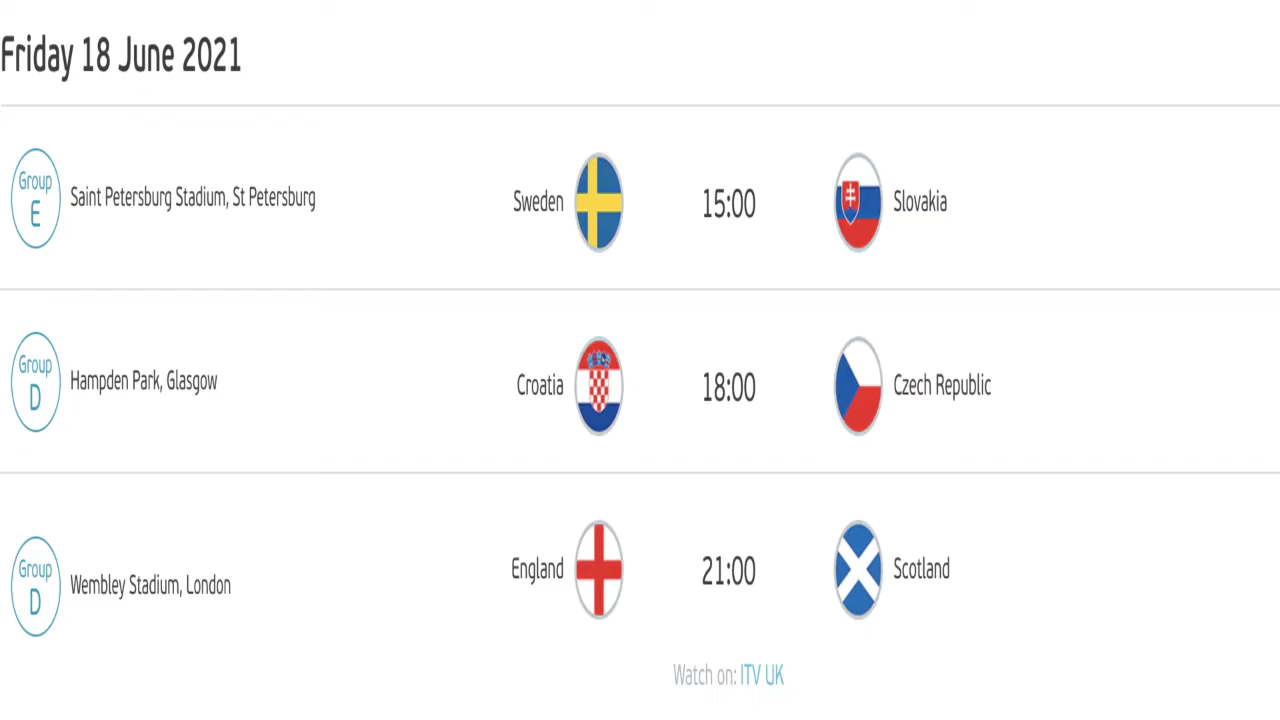 Friday 18 June 2021
Group
E
Saint Petersburg Stadium, St Petersburg
Sweden
15:00
Slovakia
Group
D
Hampden Park, Glasgow
Croatia
18:00
Czech Republic
Group
D
Wembley Stadium, London
England
21:00
Scotland
Watch on: ITV UK